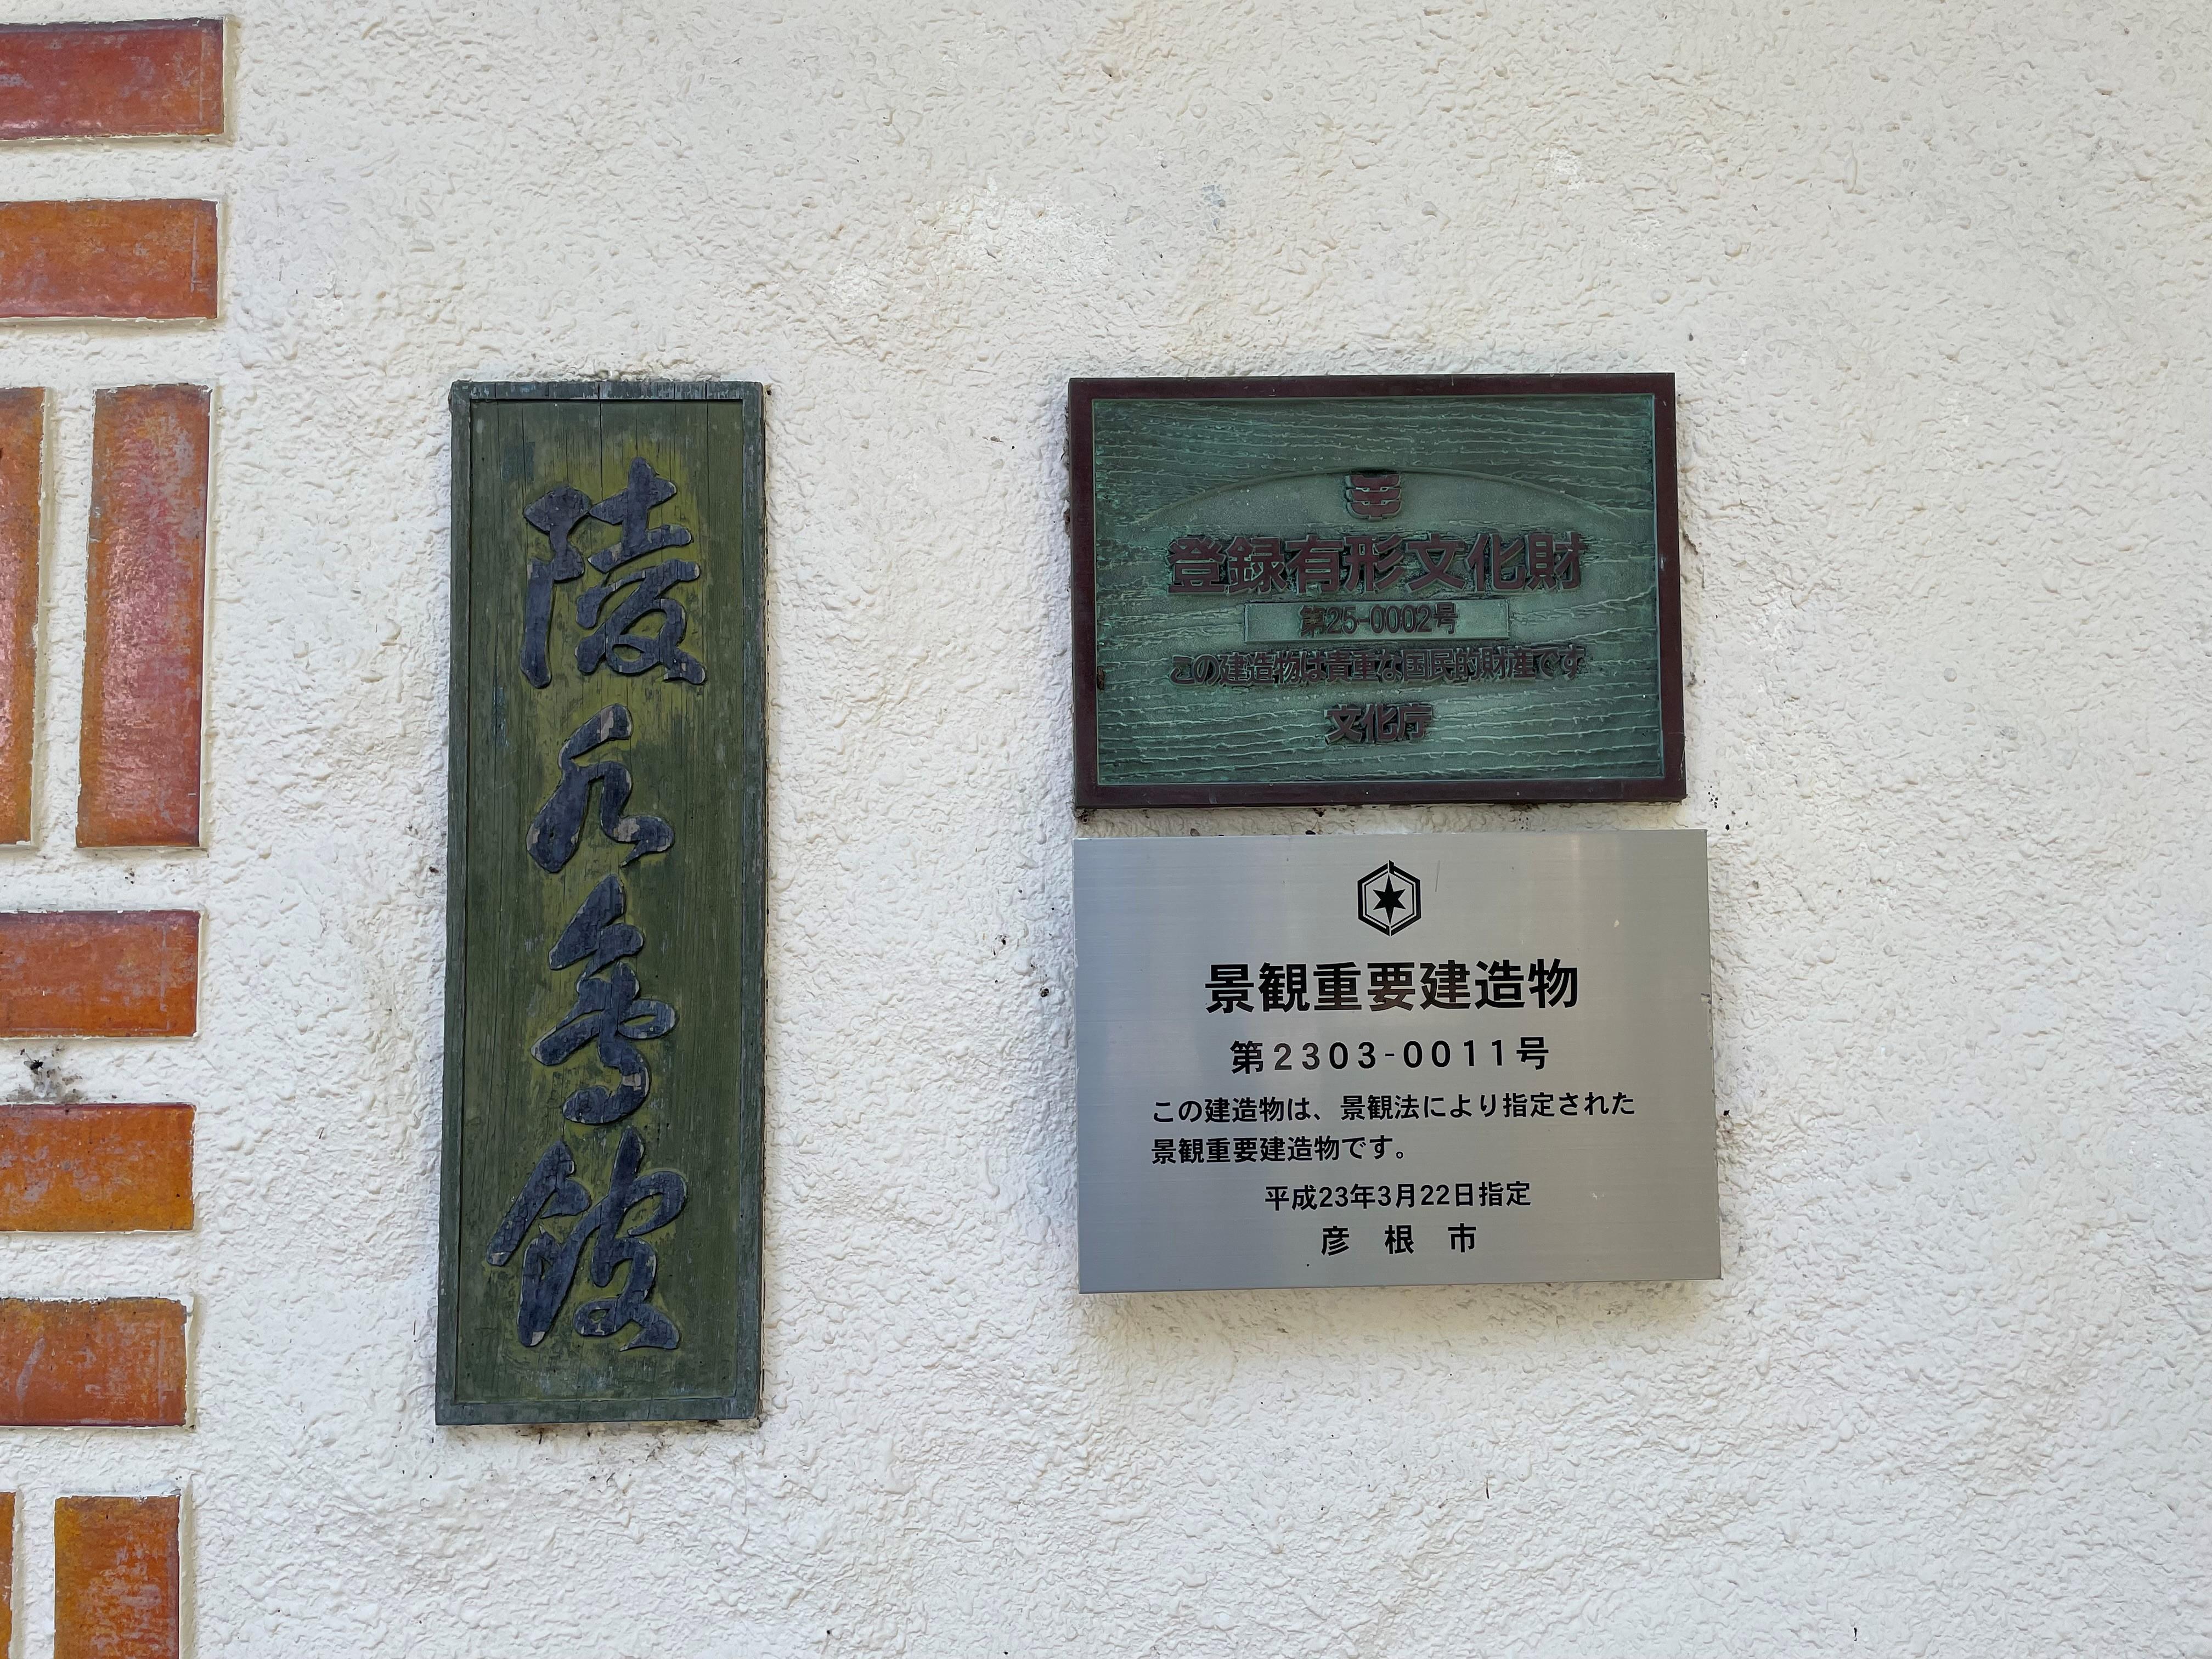 陵水會館
登録有形文化財
第25-0002号
この建造物は貴重な国民的財産です
文化庁
景観重要建造物
第2303-0011号
この建造物は、景観法により指定された
景観重要建造物です。
平成23年3月22日指定
彦根市